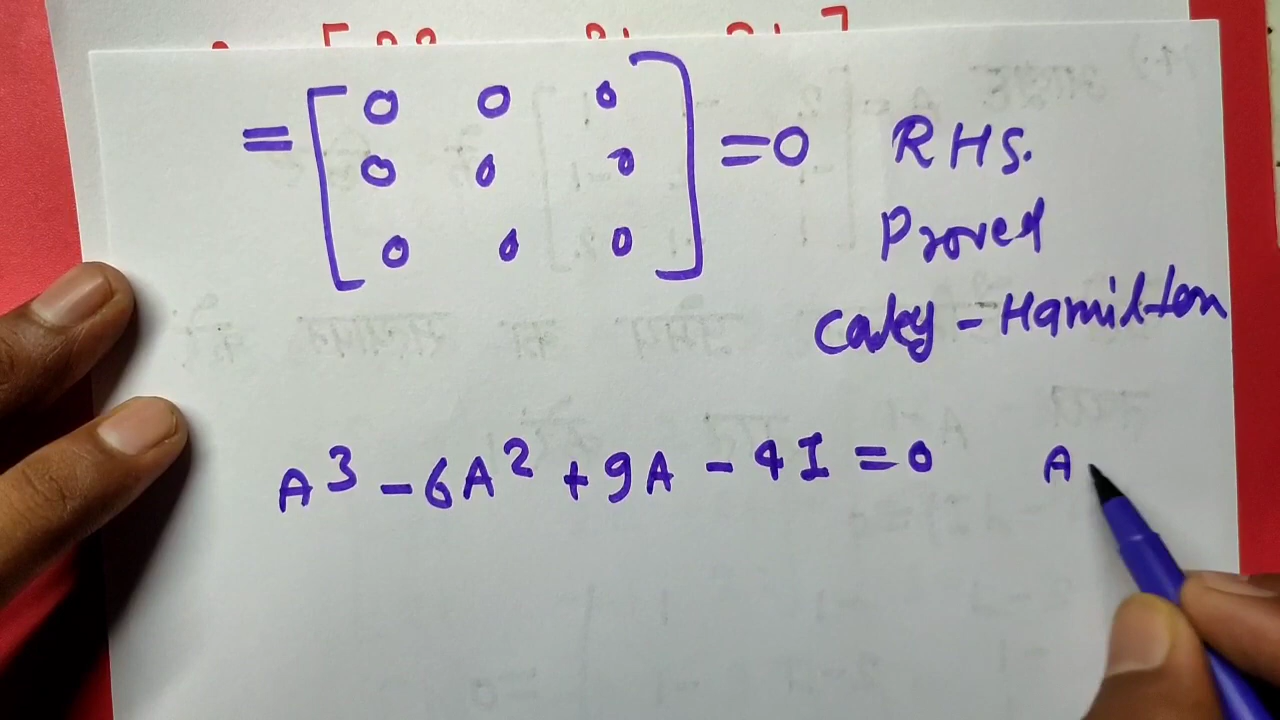 = [ 0 0 0
0 0 0
0 0 0 ] = 0 RHS.
Proved
Caley - Hamilton
A³ - 6A² + 9A - 4I = 0 A